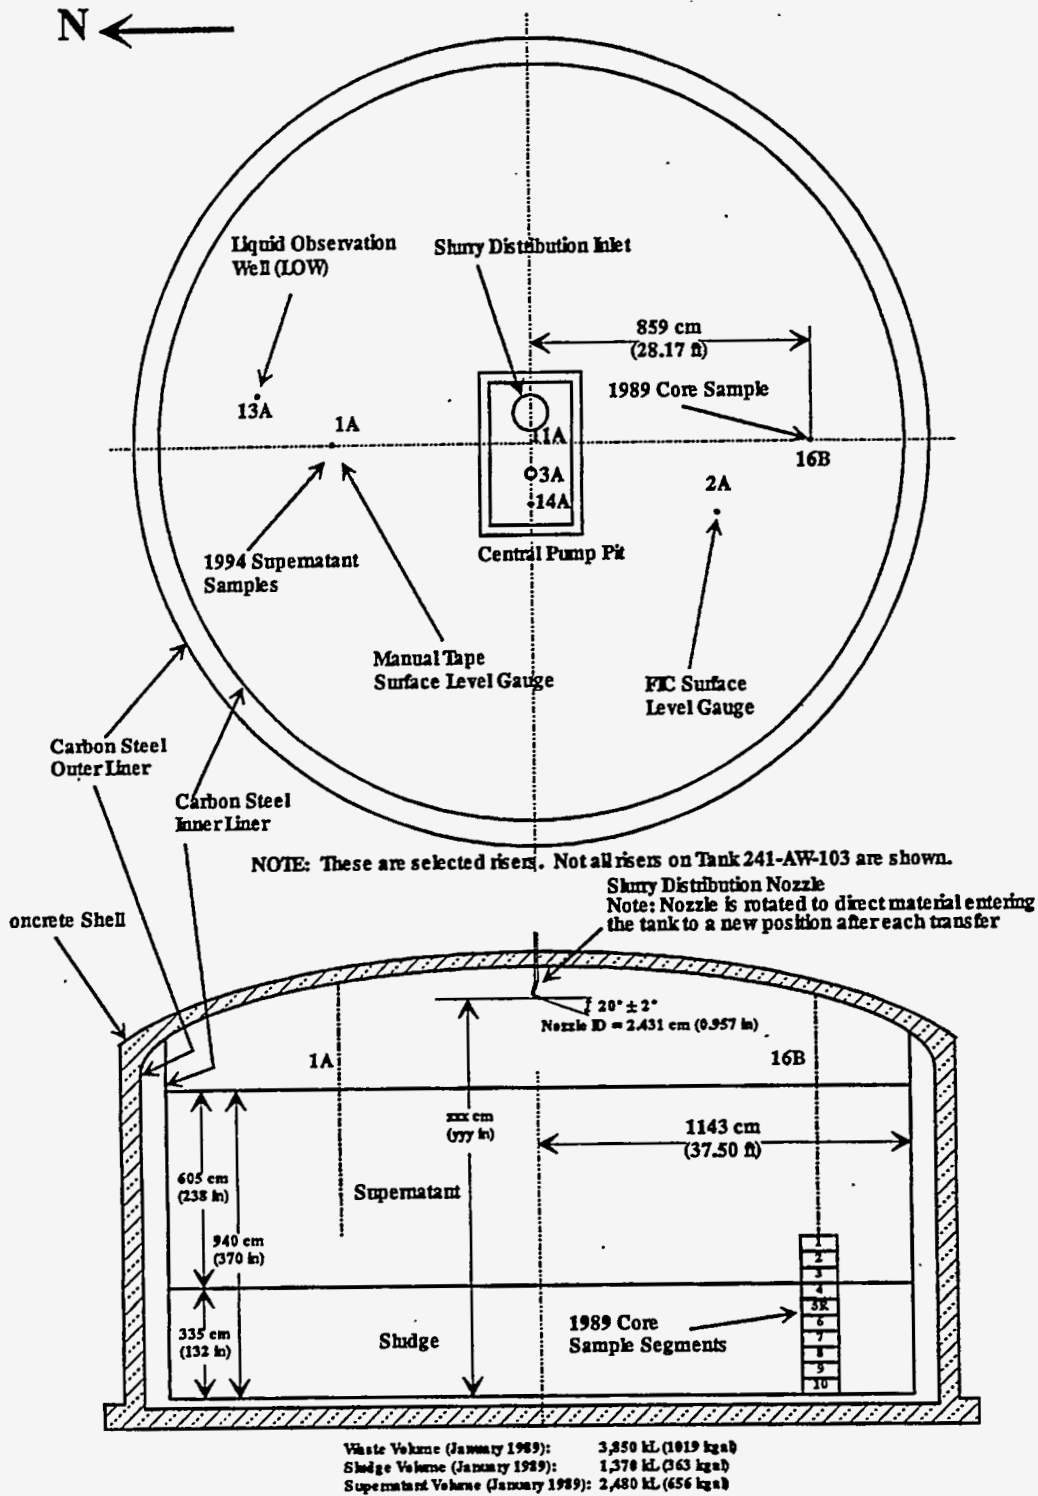 N
Liquid Observation
Well (LOW)
Slurry Distribution Inlet
859 cm
(28.17 ft)
1989 Core Sample
13A
1A
11A
16B
3A
2A
14A
Central Pump Pit
1994 Supernatant
Samples
Manual Tape
Surface Level Gauge
FIC Surface
Level Gauge
Carbon Steel
Outer Liner
Carbon Steel
Inner Liner
NOTE: These are selected risers. Not all risers on Tank 241-AW-103 are shown.
Slurry Distribution Nozzle
Note: Nozzle is rotated to direct material entering
the tank to a new position after each transfer
oncrete Shell
20° ± 2°
Nozzle ID = 2.431 cm (0.957 in)
1A
16B
xxx cm
(yyy in)
1143 cm
(37.50 ft)
605 cm
(238 in)
Supernatant
940 cm
(370 in)
1
2
3
4
5R
6
7
8
9
10
335 cm
(132 in)
Sludge
1989 Core
Sample Segments
Waste Volume (January 1989): 3,850 kL (1019 kgal)
Sludge Volume (January 1989): 1,370 kL (363 kgal)
Supernatant Volume (January 1989): 2,480 kL (656 kgal)